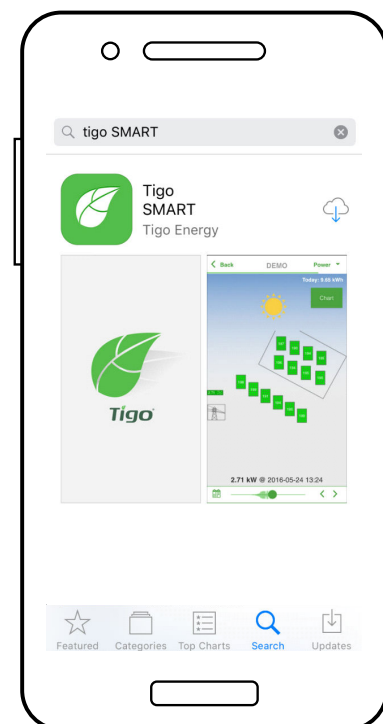 tigo SMART
Tigo
SMART
Tigo Energy
Tigo
Back DEMO Power
Today: 9.55 kWh
Chart
2.71 kW @ 2016-05-24 13:24
Featured Categories Top Charts Search Updates